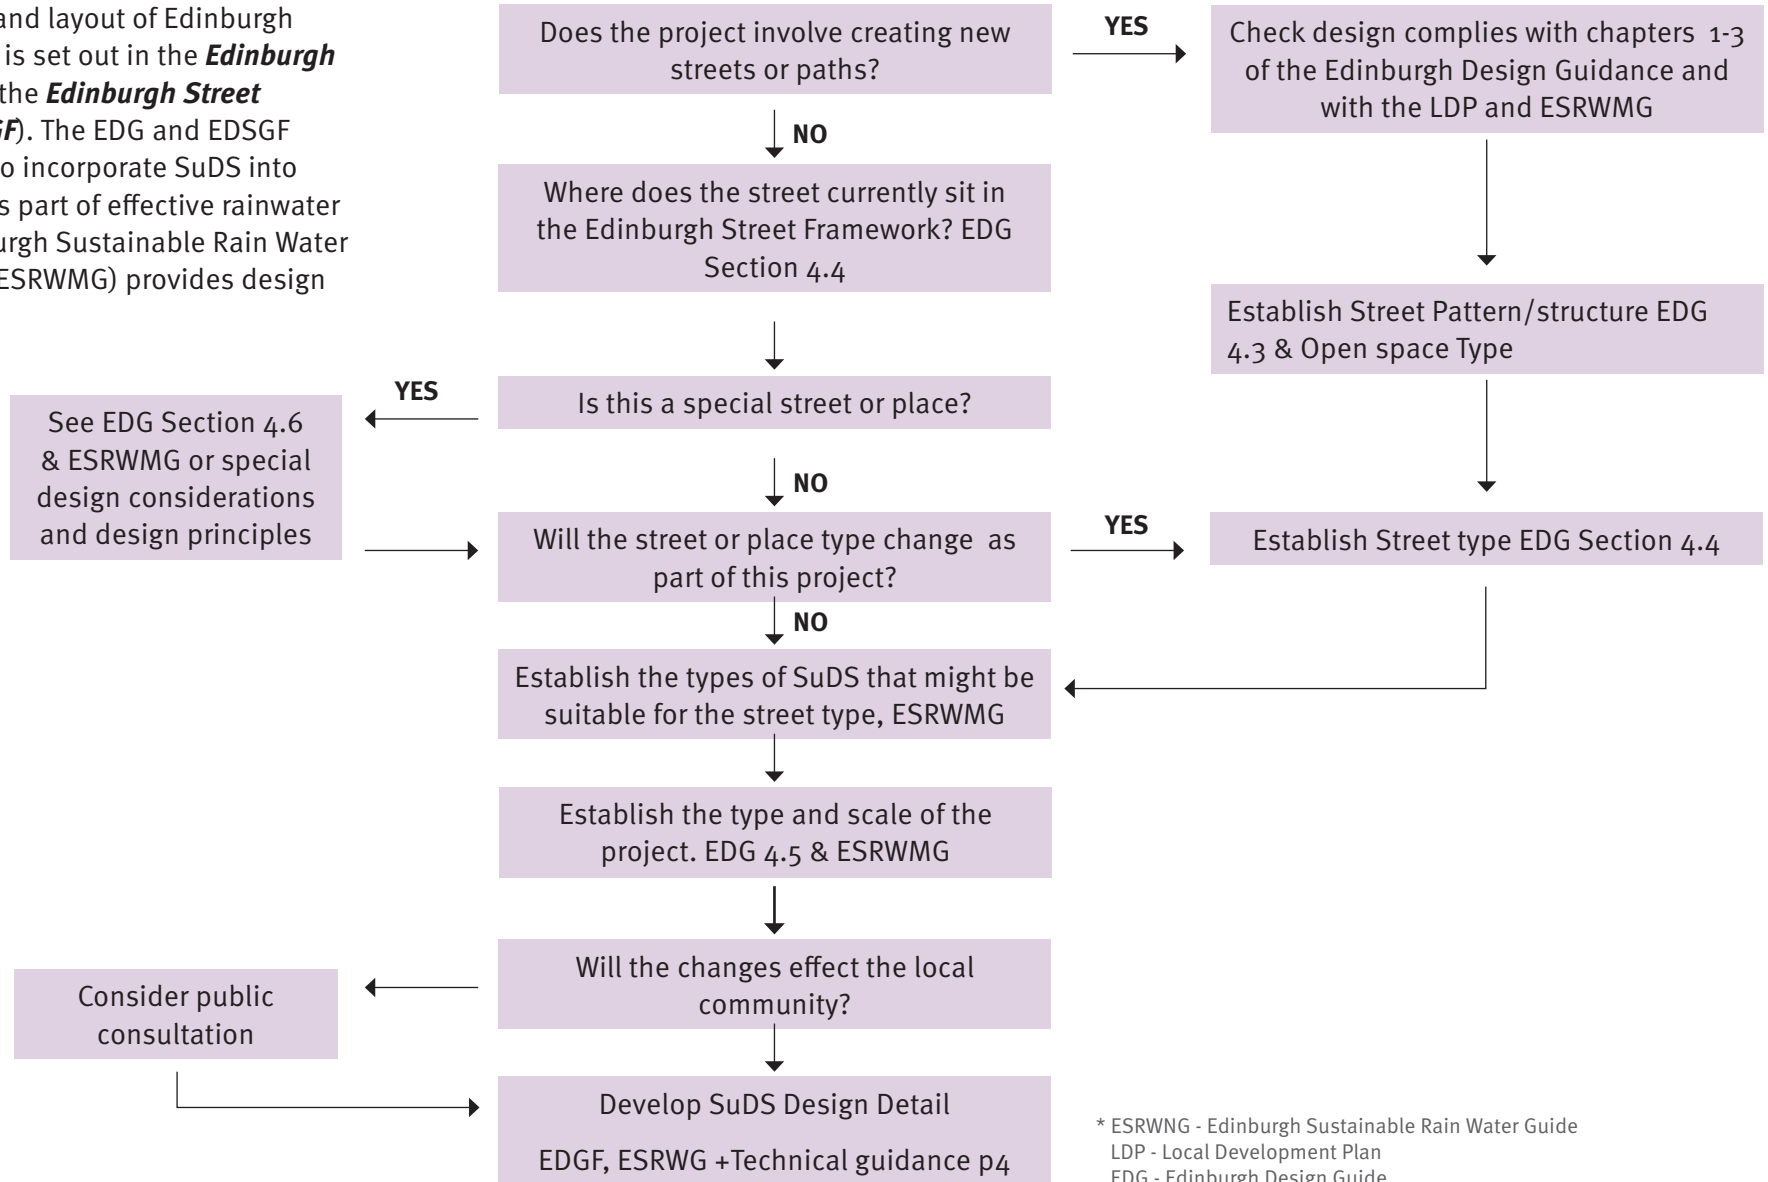 and layout of Edinburgh
is set out in the Edinburgh
the Edinburgh Street
F). The EDG and EDSGF
o incorporate SuDS into
s part of effective rainwater
urgh Sustainable Rain Water
ESRWMG) provides design
Does the project involve creating new
streets or paths?
YES
Check design complies with chapters 1-3
of the Edinburgh Design Guidance and
with the LDP and ESRWMG
NO
Where does the street currently sit in
the Edinburgh Street Framework? EDG
Section 4.4
Establish Street Pattern/structure EDG
4.3 & Open space Type
Is this a special street or place?
YES
See EDG Section 4.6
& ESRWMG or special
design considerations
and design principles
NO
Will the street or place type change as
part of this project?
YES
Establish Street type EDG Section 4.4
NO
Establish the types of SuDS that might be
suitable for the street type, ESRWMG
Establish the type and scale of the
project. EDG 4.5 & ESRWMG
Will the changes effect the local
community?
Consider public
consultation
Develop SuDS Design Detail
EDGF, ESRWG +Technical guidance p4
* ESRWNG - Edinburgh Sustainable Rain Water Guide
LDP - Local Development Plan
EDG - Edinburgh Design Guide